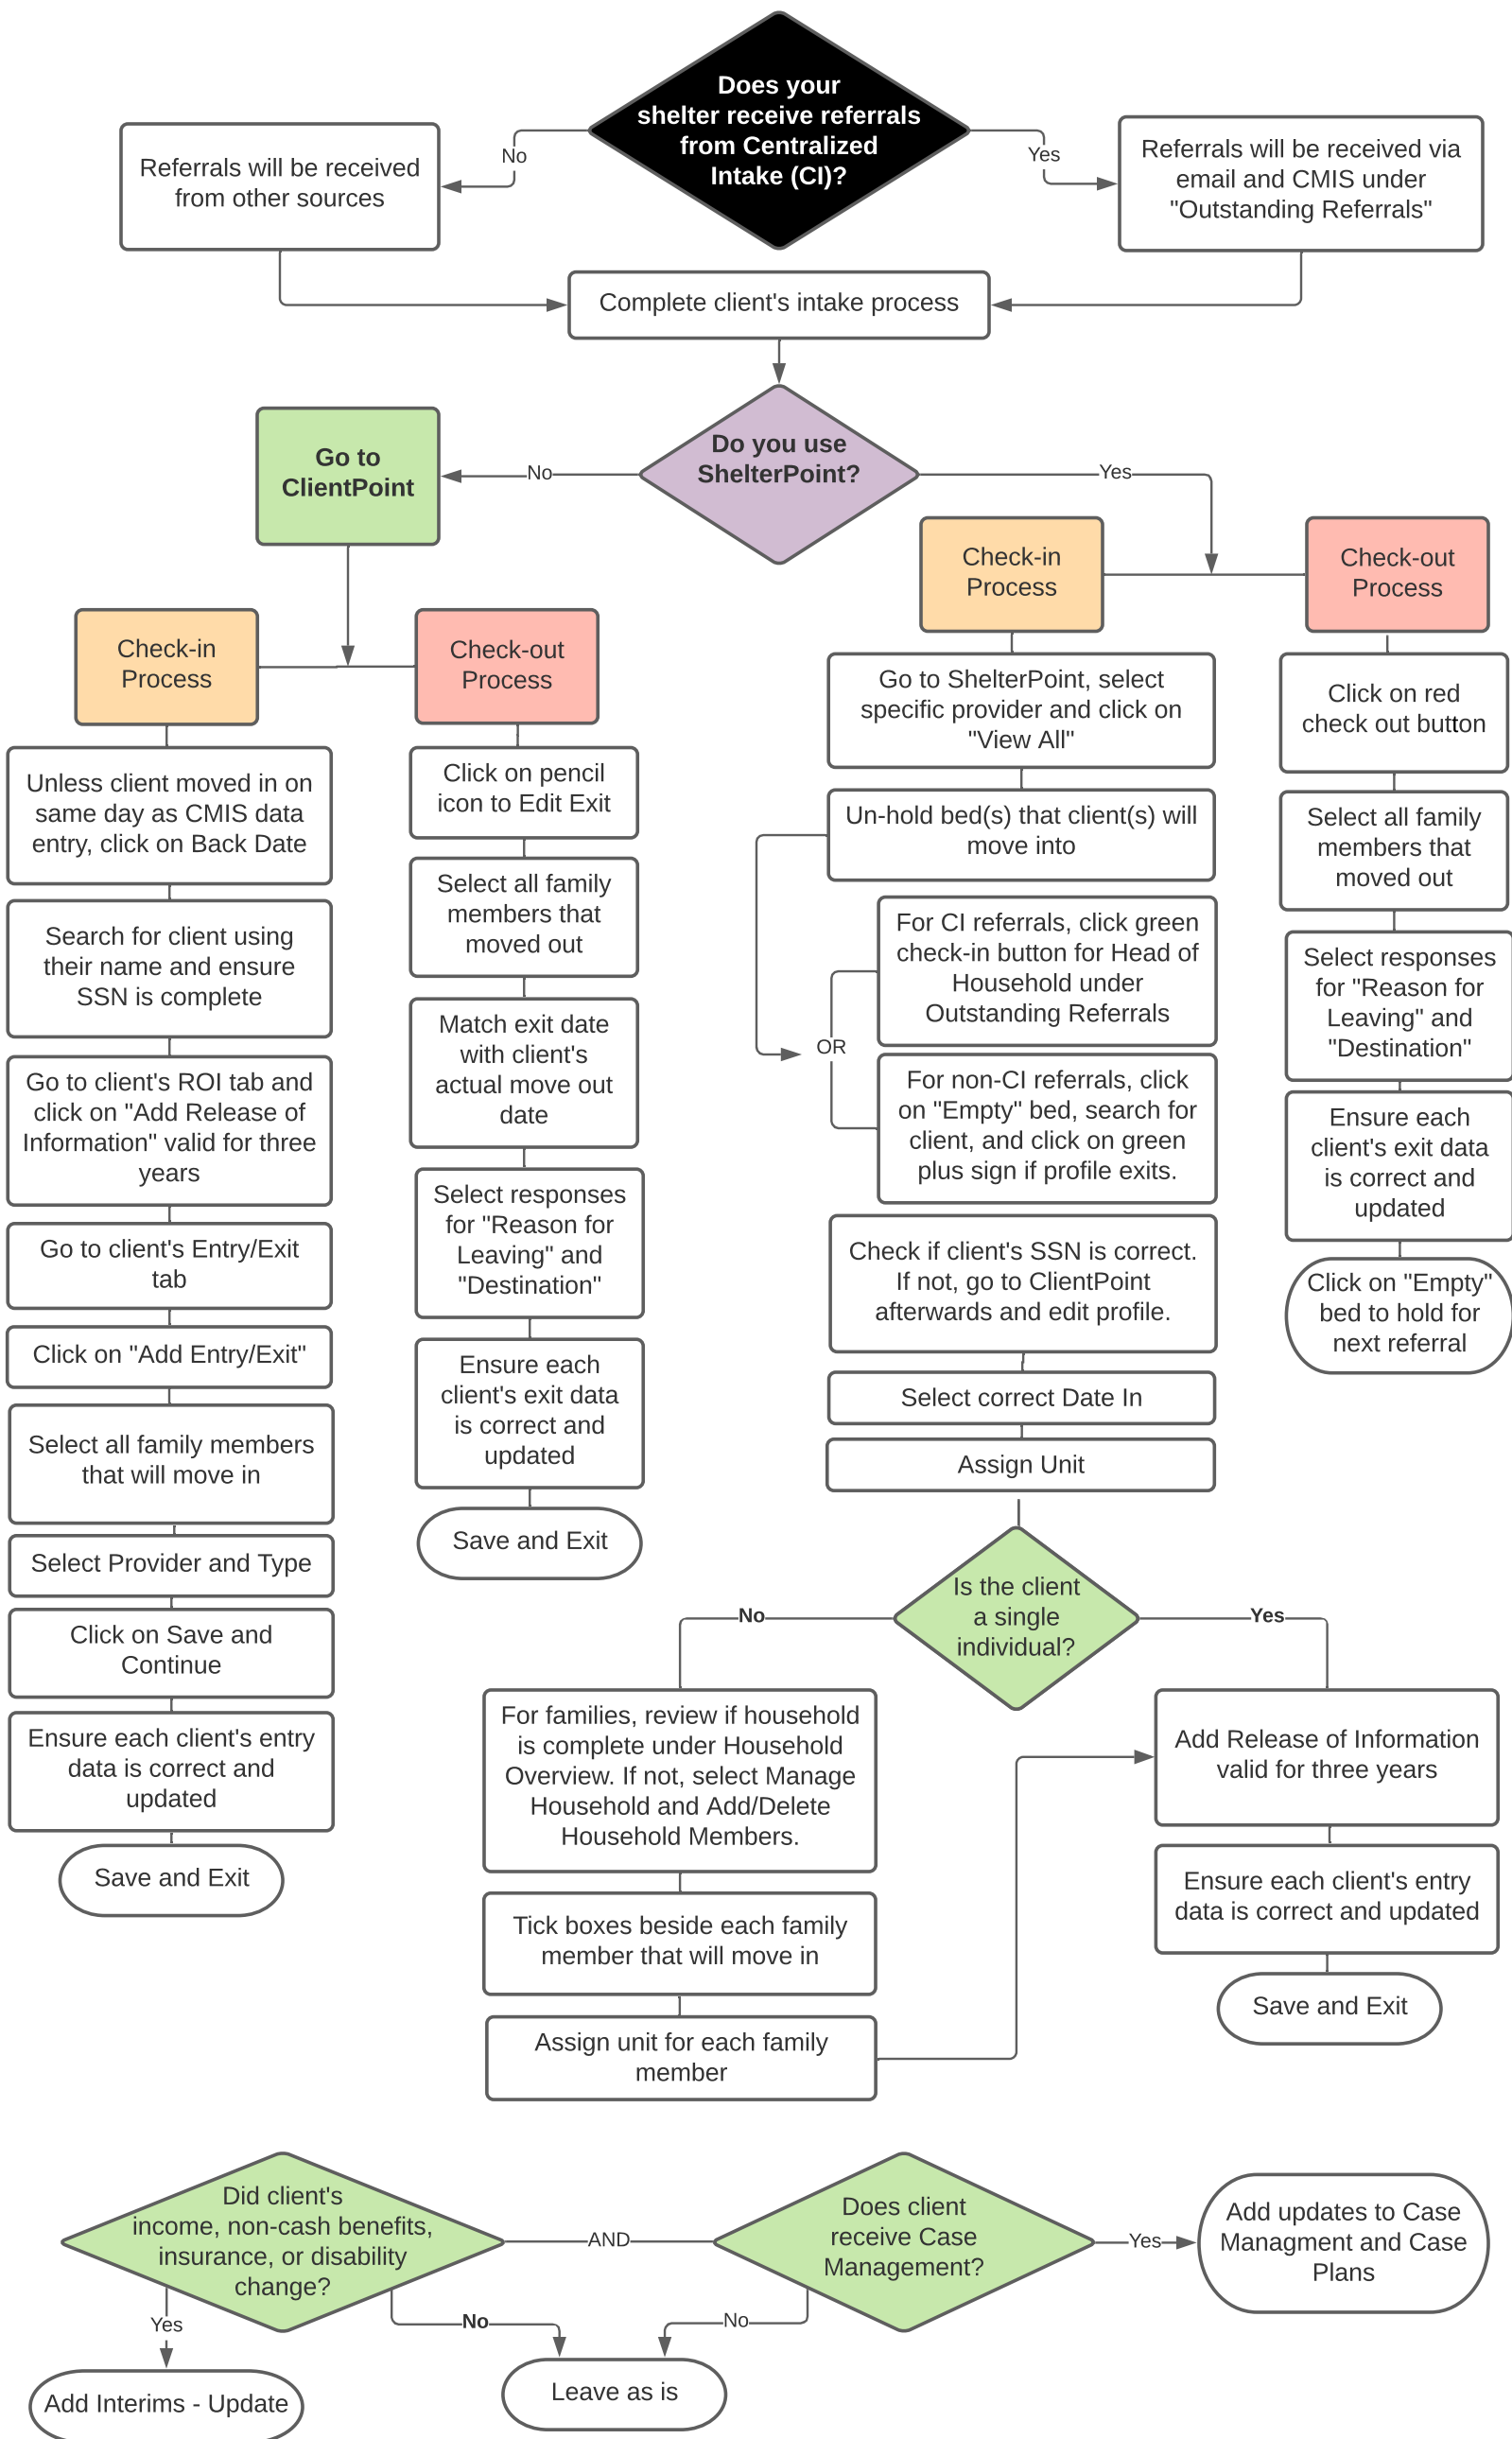 Does your
shelter receive referrals
from Centralized
Intake (CI)?
No
Yes
Referrals will be received
from other sources
Referrals will be received via
email and CMIS under
"Outstanding Referrals"
Complete client's intake process
Do you use
ShelterPoint?
No
Yes
Go to
ClientPoint
Check-in
Process
Check-out
Process
Unless client moved in on
same day as CMIS data
entry, click on Back Date
Search for client using
their name and ensure
SSN is complete
Go to client's ROI tab and
click on "Add Release of
Information" valid for three
years
Go to client's Entry/Exit
tab
Click on "Add Entry/Exit"
Select all family members
that will move in
Select Provider and Type
Click on Save and
Continue
Ensure each client's entry
data is correct and
updated
Save and Exit
Click on pencil
icon to Edit Exit
Select all family
members that
moved out
Match exit date
with client's
actual move out
date
Select responses
for "Reason for
Leaving" and
"Destination"
Ensure each
client's exit data
is correct and
updated
Save and Exit
Check-in
Process
Check-out
Process
Go to ShelterPoint, select
specific provider and click on
"View All"
Un-hold bed(s) that client(s) will
move into
For CI referrals, click green
check-in button for Head of
Household under
Outstanding Referrals
OR
For non-CI referrals, click
on "Empty" bed, search for
client, and click on green
plus sign if profile exits.
Check if client's SSN is correct.
If not, go to ClientPoint
afterwards and edit profile.
Select correct Date In
Assign Unit
Click on red
check out button
Select all family
members that
moved out
Select responses
for "Reason for
Leaving" and
"Destination"
Ensure each
client's exit data
is correct and
updated
Click on "Empty"
bed to hold for
next referral
Is the client
a single
individual?
No
Yes
For families, review if household
is complete under Household
Overview. If not, select Manage
Household and Add/Delete
Household Members.
Tick boxes beside each family
member that will move in
Assign unit for each family
member
Add Release of Information
valid for three years
Ensure each client's entry
data is correct and updated
Save and Exit
Did client's
income, non-cash benefits,
insurance, or disability
change?
AND
Does client
receive Case
Management?
Yes
Add updates to Case
Managment and Case
Plans
Yes
No
No
Add Interims - Update
Leave as is